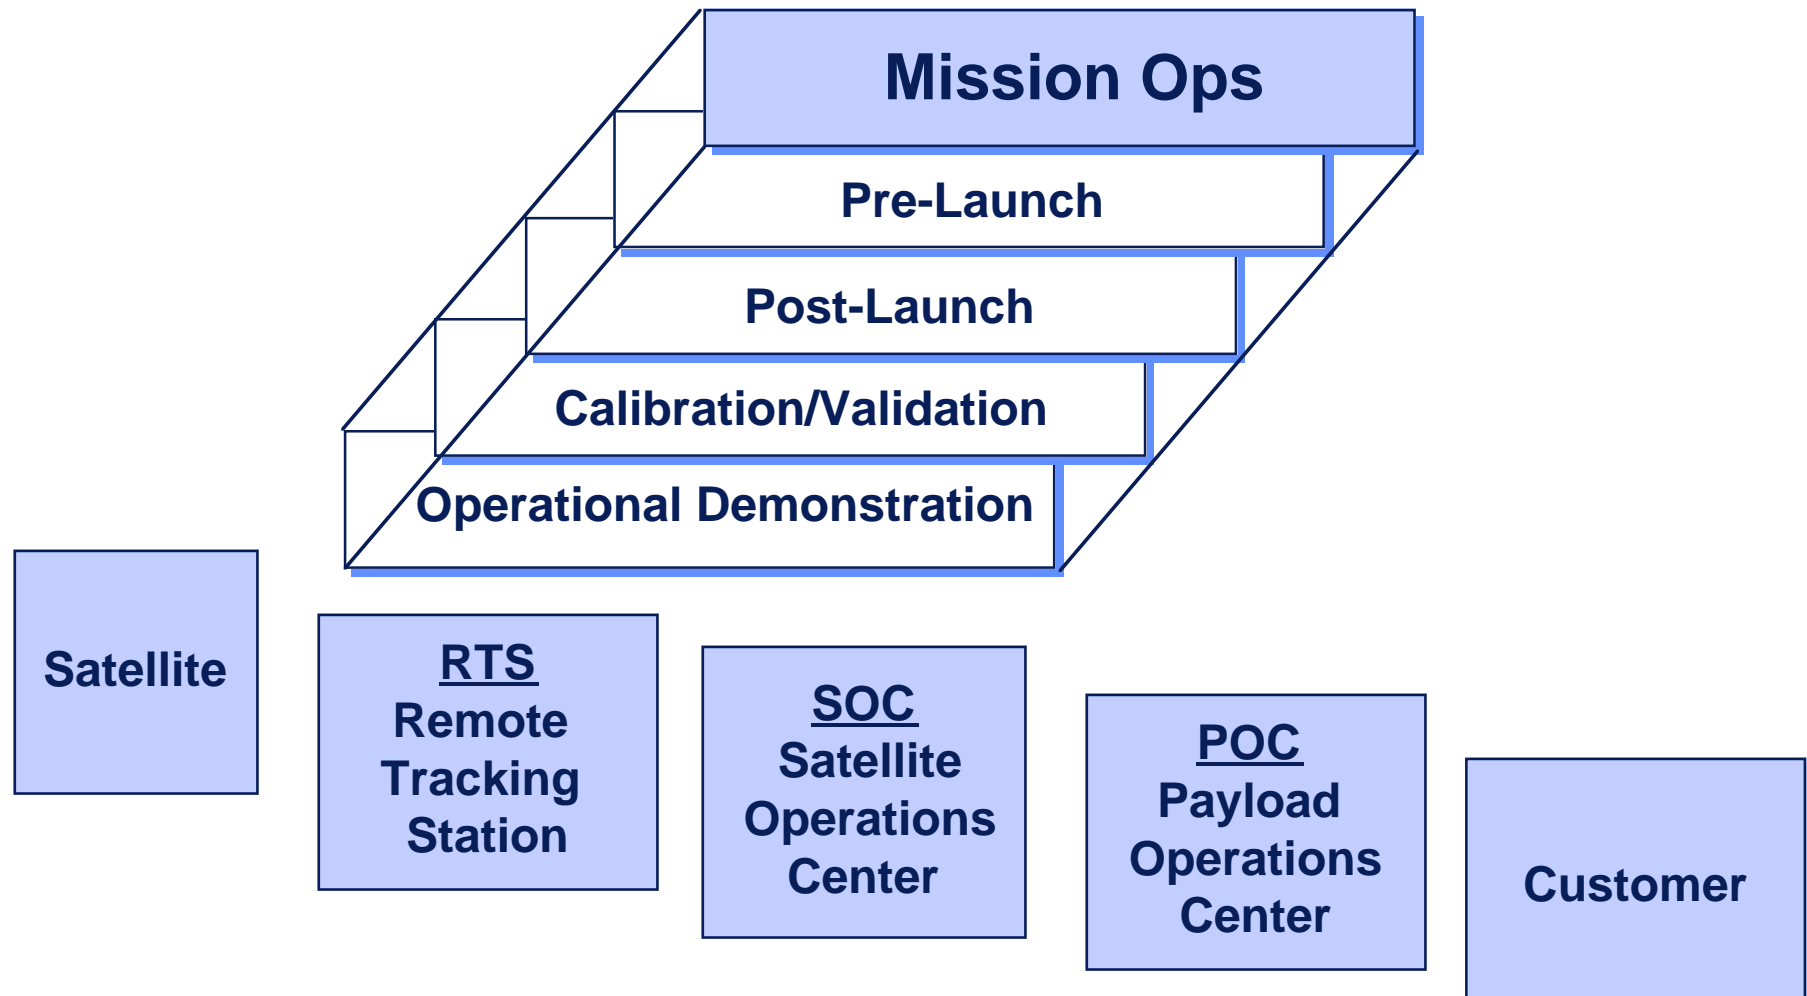 Mission Ops
Pre-Launch
Post-Launch
Calibration/Validation
Operational Demonstration
Satellite
RTS
Remote
Tracking
Station
SOC
Satellite
Operations
Center
POC
Payload
Operations
Center
Customer